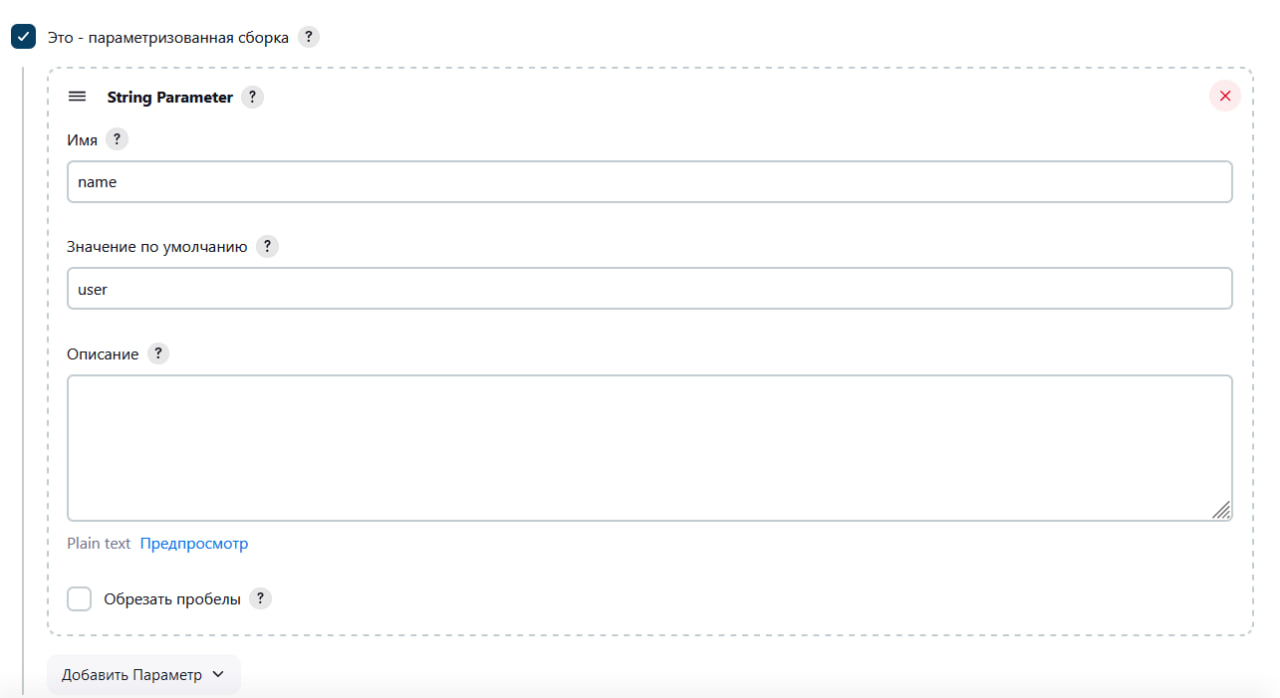 Это - параметризованная сборка ?
String Parameter ?
Имя ?
name
Значение по умолчанию ?
user
Описание ?
Plain text Предпросмотр
Обрезать пробелы ?
Добавить Параметр